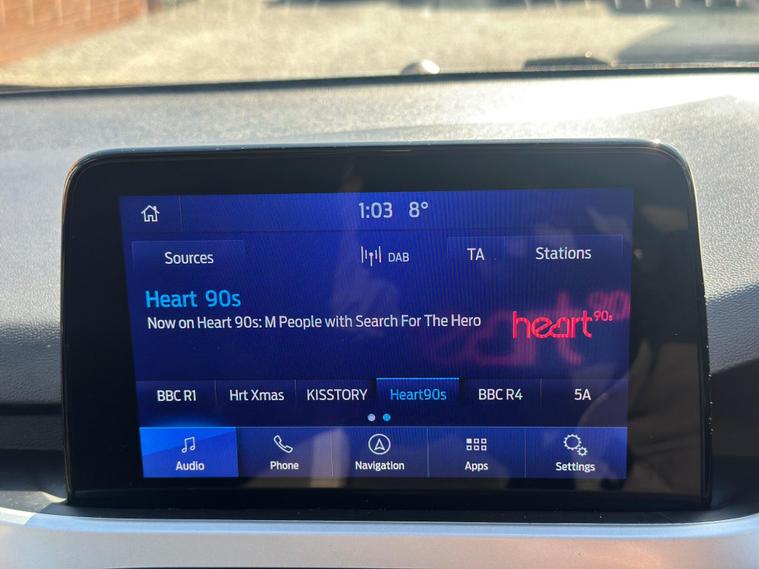 1:03 8°
Sources
DAB
TA
Stations
Heart 90s
Now on Heart 90s: M People with Search For The Hero
heart 90s
BBC R1
Hrt Xmas
KISSTORY
Heart90s
BBC R4
5A
Audio
Phone
Navigation
Apps
Settings